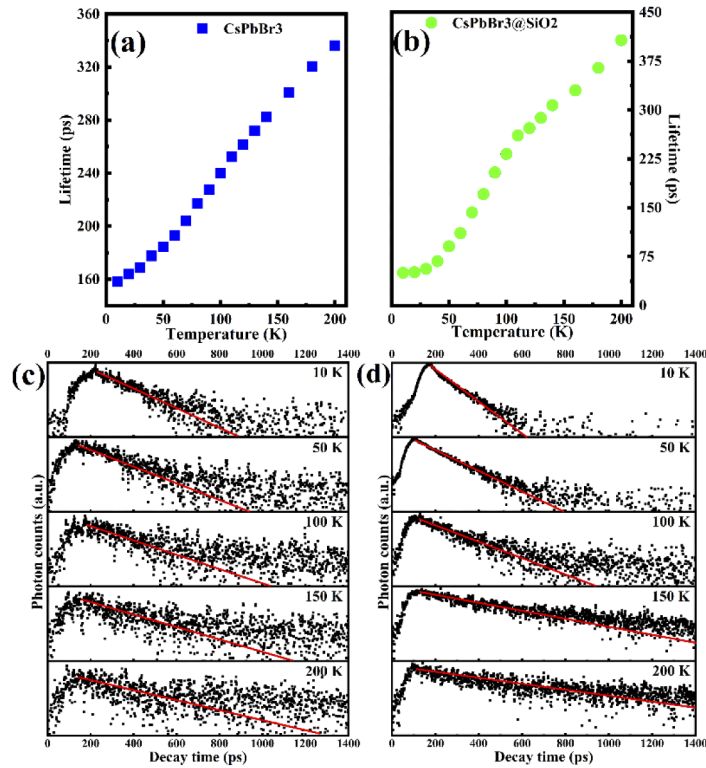 (a)
CsPbBr3
Lifetime (ps)
360
320
280
240
200
160
0
50
100
150
200
Temperature (K)
(b)
CsPbBr3@SiO2
450
375
300
225
150
75
0
Lifetime (ps)
0
50
100
150
200
Temperature (K)
(c)
0 200 400 600 800 1000 1200 1400
10 K
50 K
100 K
150 K
200 K
Photon counts (a.u.)
0 200 400 600 800 1000 1200 1400
Decay time (ps)
(d)
0 200 400 600 800 1000 1200 1400
10 K
50 K
100 K
150 K
200 K
Photon counts (a.u.)
0 200 400 600 800 1000 1200 1400
Decay time (ps)